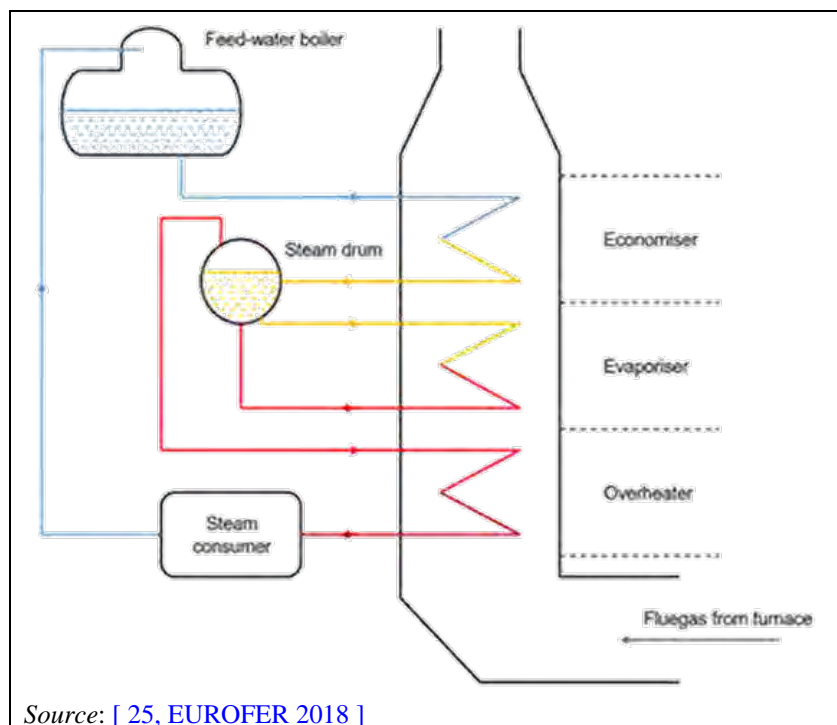 Feed-water boiler
Steam drum
Economiser
Evaporiser
Overheater
Steam
consumer
Fluegas from furnace
Source: [ 25, EUROFER 2018 ]